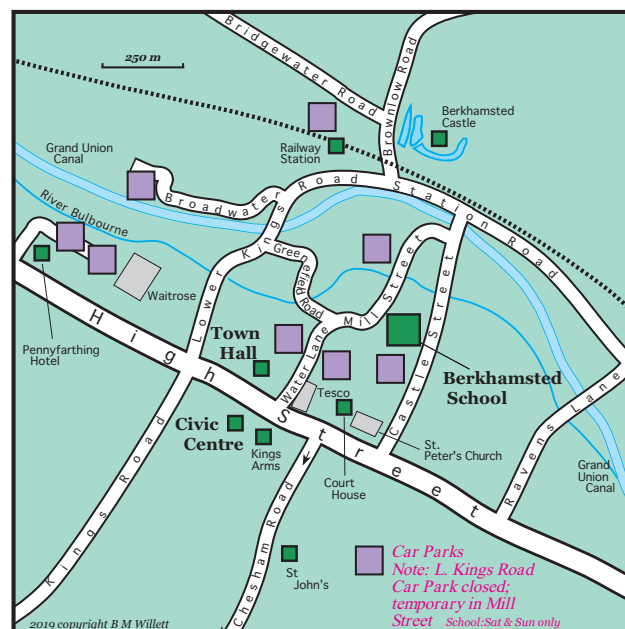 Bridgewater Road
Brownlow Road
250 m
Berkhamsted
Castle
Railway
Station
Grand Union
Canal
Broadwater
Lower Kings Road
Station Road
River Bulbourne
Greenefield Road
Waitrose
Mill Street
Water Lane
Castle Street
Pennyfarthing
Hotel
High Street
Town
Hall
Berkhamsted
School
Tesco
Ravens Lane
Civic
Centre
Kings
Arms
St.
Peter's Church
Court
House
Grand
Union
Canal
Kings Road
Chesham Road
St
John's
Car Parks
Note: L. Kings Road
Car Park closed;
temporary in Mill
Street School:Sat & Sun only
2019 copyright B M Willett